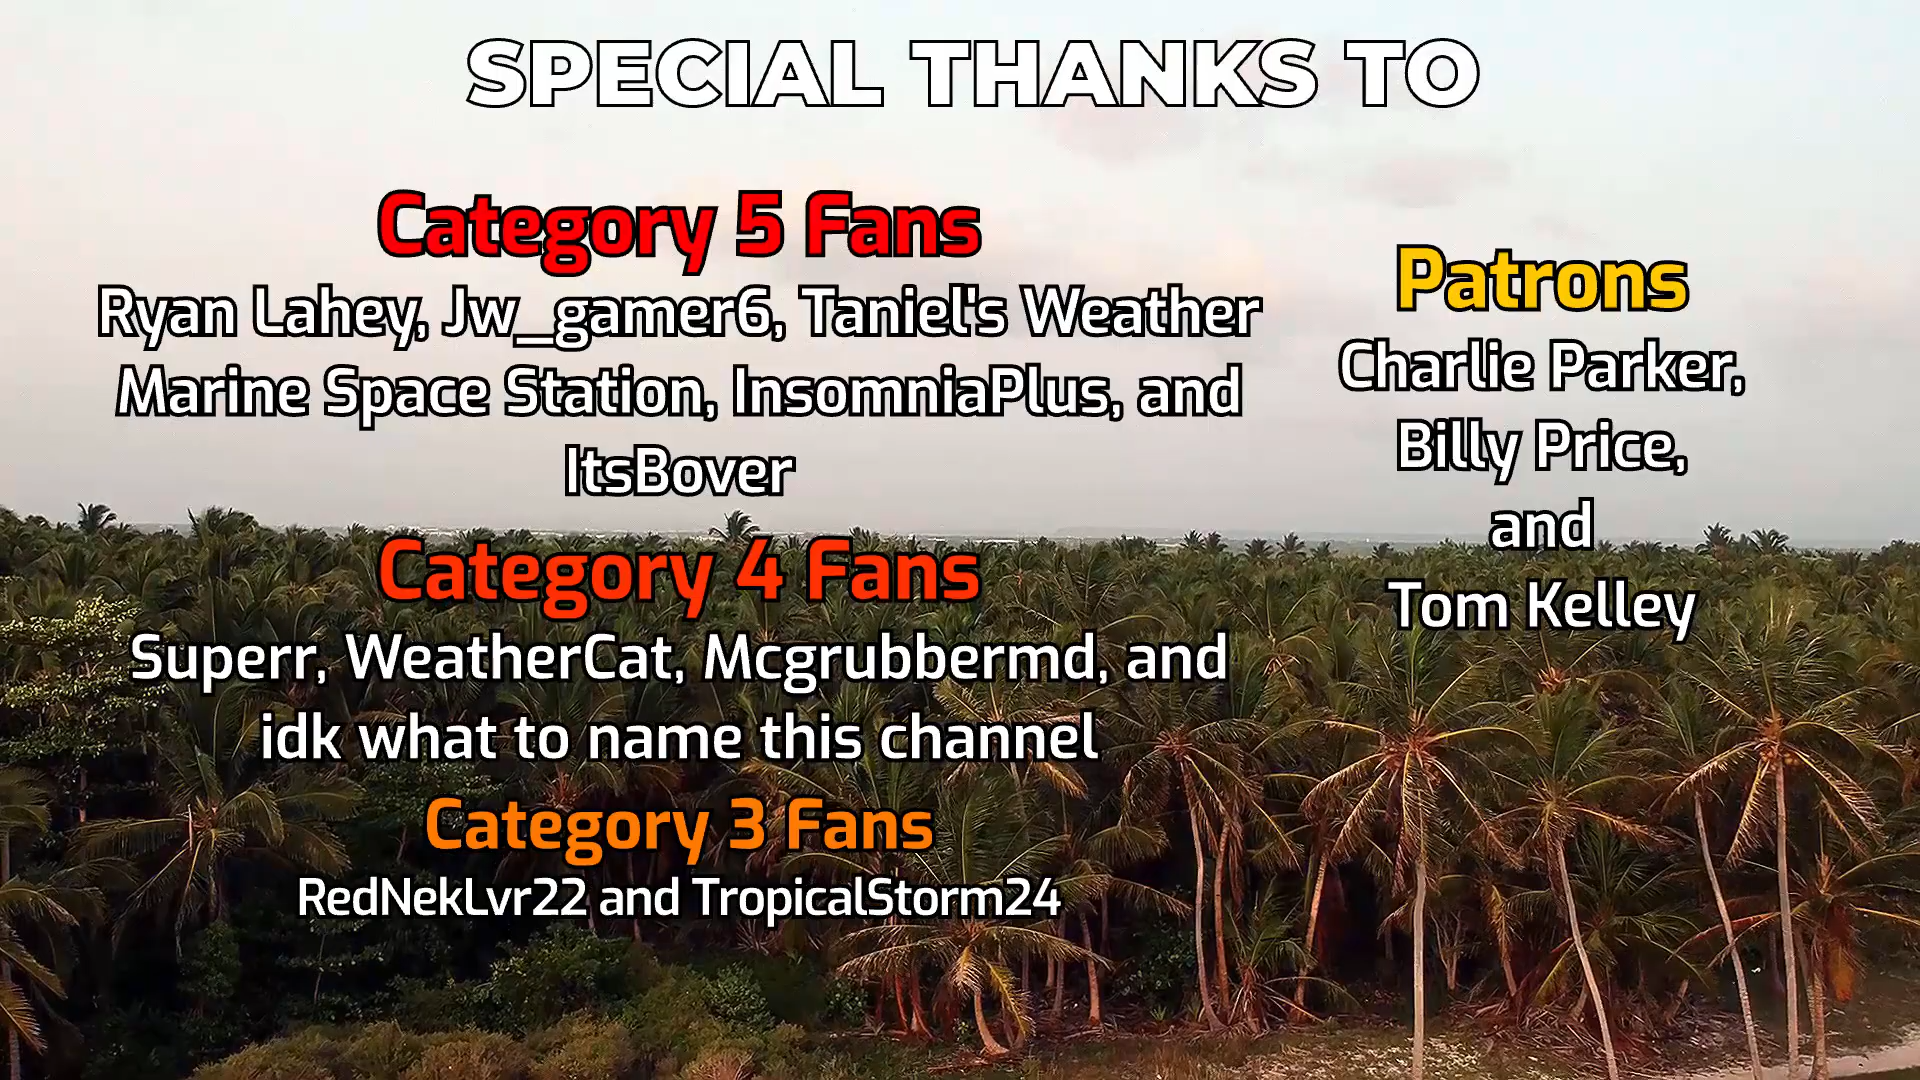 SPECIAL THANKS TO
Category 5 Fans
Ryan Lahey, Jw_gamer6, Taniel's Weather
Marine Space Station, InsomniaPlus, and
ItsBover
Category 4 Fans
Superr, WeatherCat, Mcgrubbermd, and
idk what to name this channel
Category 3 Fans
RedNekLvr22 and TropicalStorm24
Patrons
Charlie Parker,
Billy Price,
and
Tom Kelley